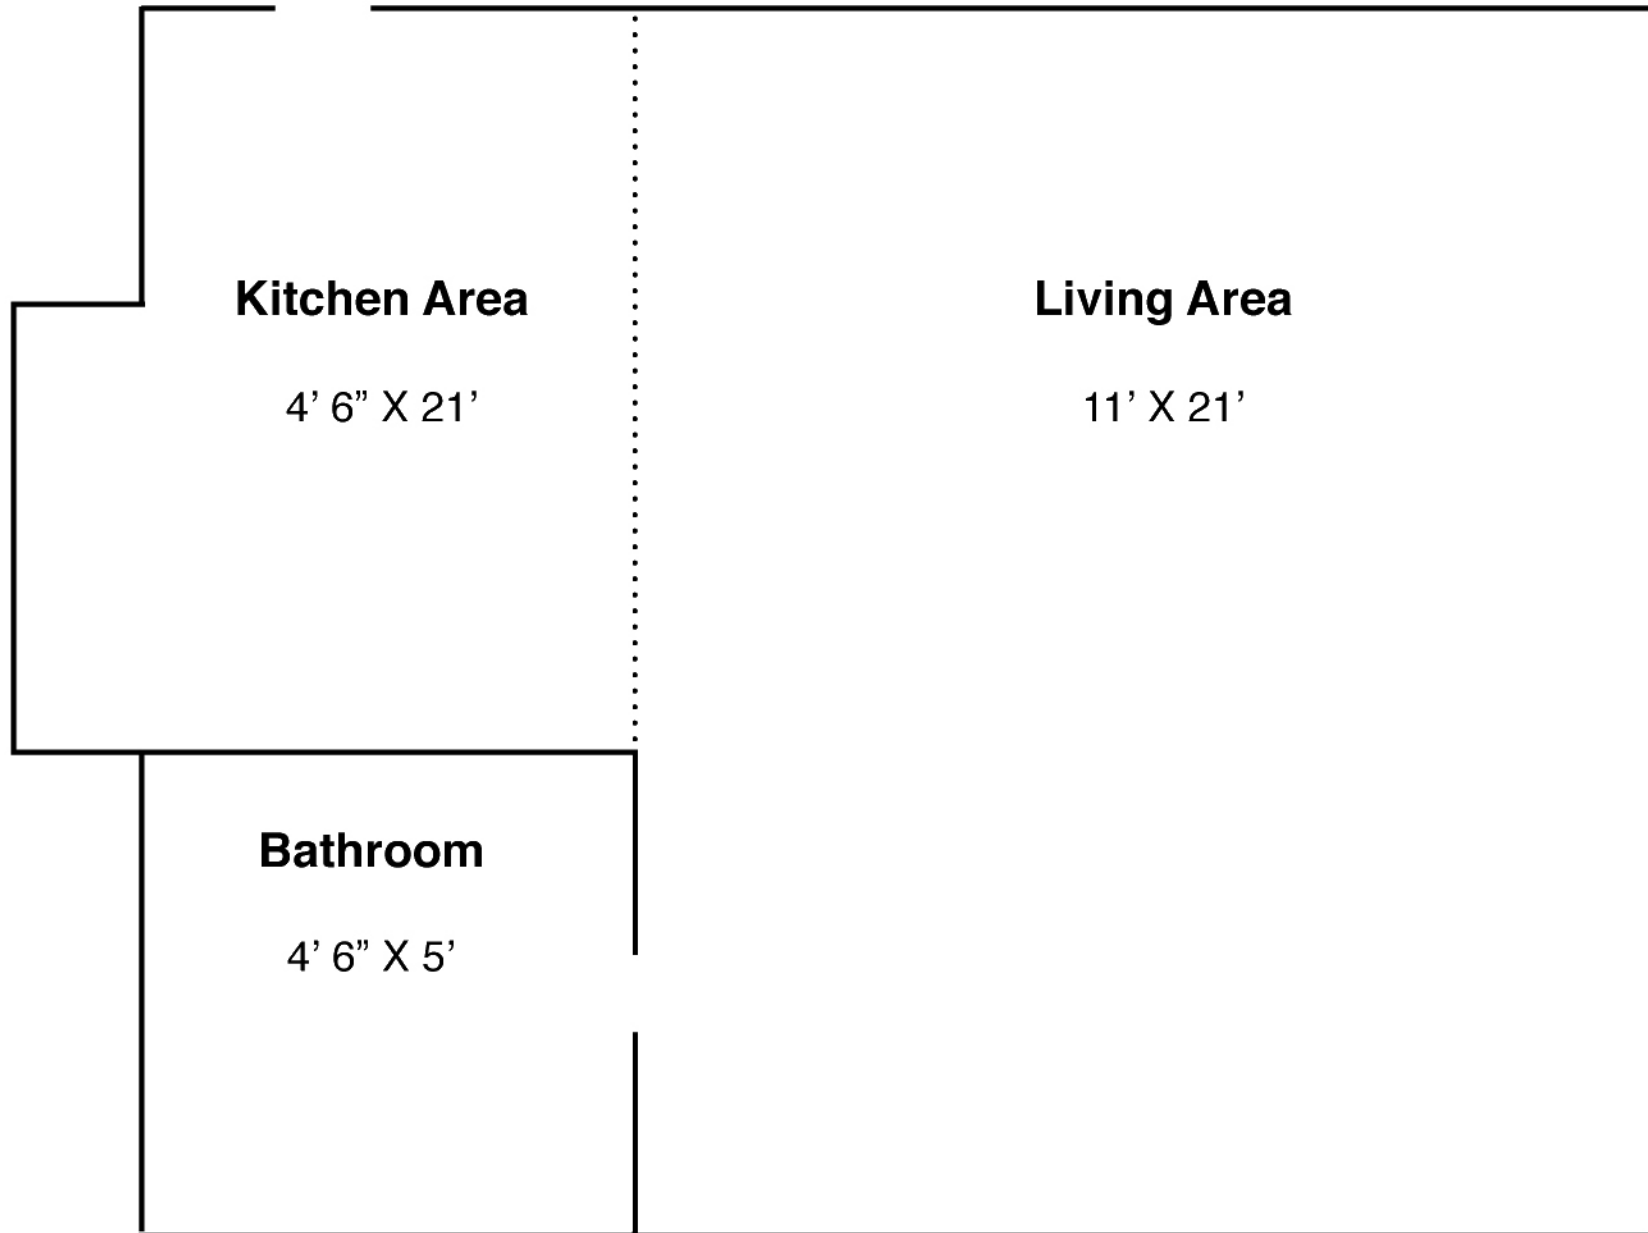 Kitchen Area
4’ 6” X 21’
Living Area
11’ X 21’
Bathroom
4’ 6” X 5’